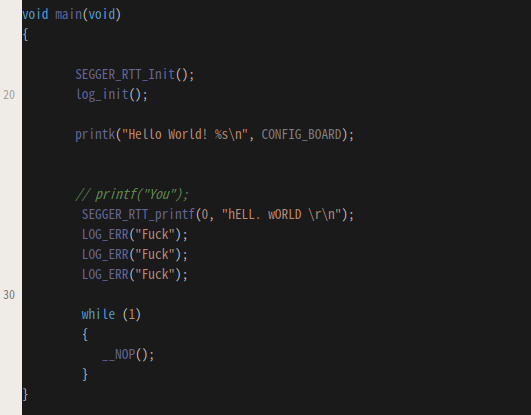 void main(void)
{
SEGGER_RTT_Init();
20 log_init();
printk("Hello World! %s\n", CONFIG_BOARD);
// printf("You");
SEGGER_RTT_printf(0, "hELL. wORLD \r\n");
LOG_ERR("Fuck");
LOG_ERR("Fuck");
LOG_ERR("Fuck");
30
while (1)
{
__NOP();
}
}